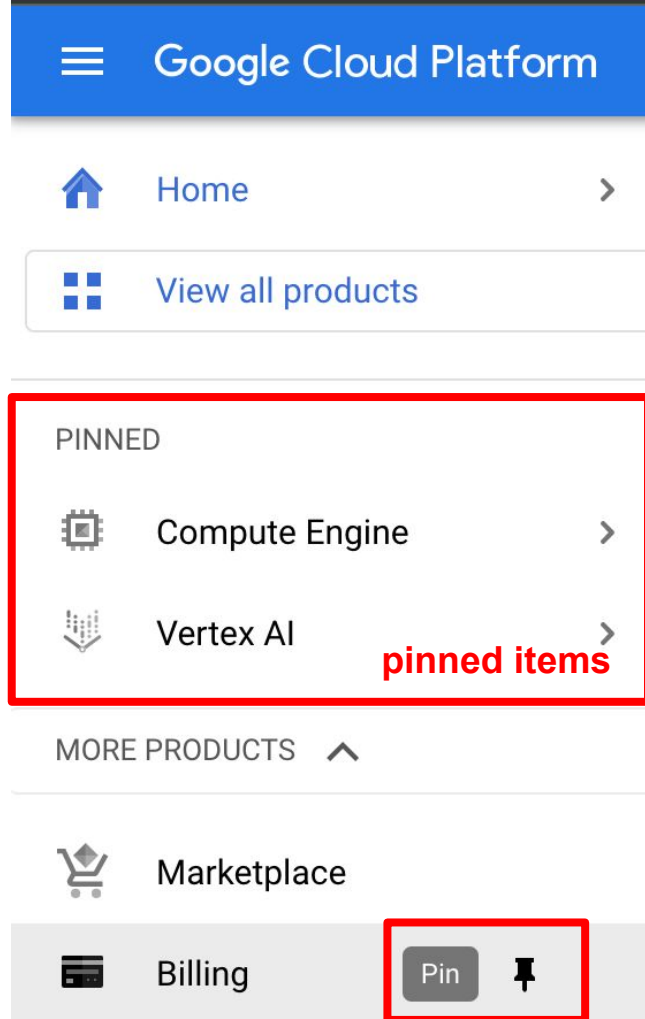 Google Cloud Platform
Home
View all products
PINNED
Compute Engine
Vertex AI
pinned items
MORE PRODUCTS
Marketplace
Billing Pin